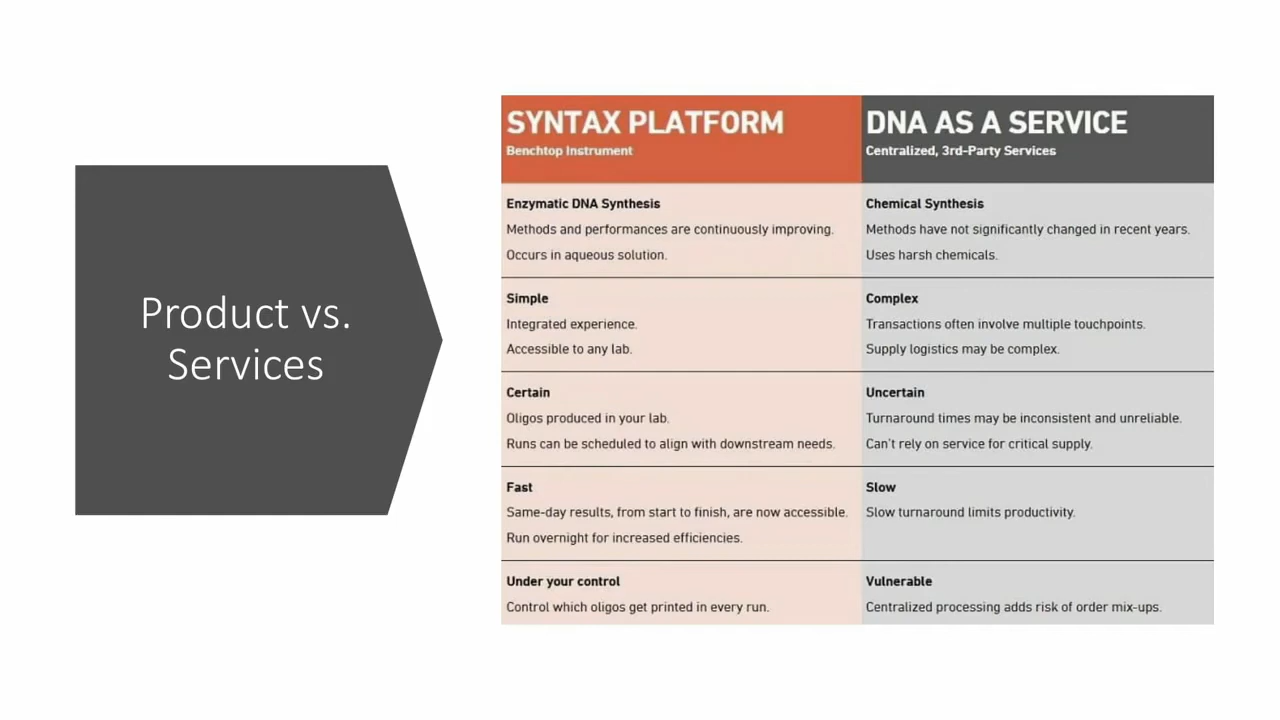 Product vs.
Services
SYNTAX PLATFORM
Benchtop Instrument
DNA AS A SERVICE
Centralized, 3rd-Party Services
Enzymatic DNA Synthesis
Methods and performances are continuously improving.
Occurs in aqueous solution.
Chemical Synthesis
Methods have not significantly changed in recent years.
Uses harsh chemicals.
Simple
Integrated experience.
Accessible to any lab.
Complex
Transactions often involve multiple touchpoints.
Supply logistics may be complex.
Certain
Oligos produced in your lab.
Runs can be scheduled to align with downstream needs.
Uncertain
Turnaround times may be inconsistent and unreliable.
Can't rely on service for critical supply.
Fast
Same-day results, from start to finish, are now accessible.
Run overnight for increased efficiencies.
Slow
Slow turnaround limits productivity.
Under your control
Control which oligos get printed in every run.
Vulnerable
Centralized processing adds risk of order mix-ups.